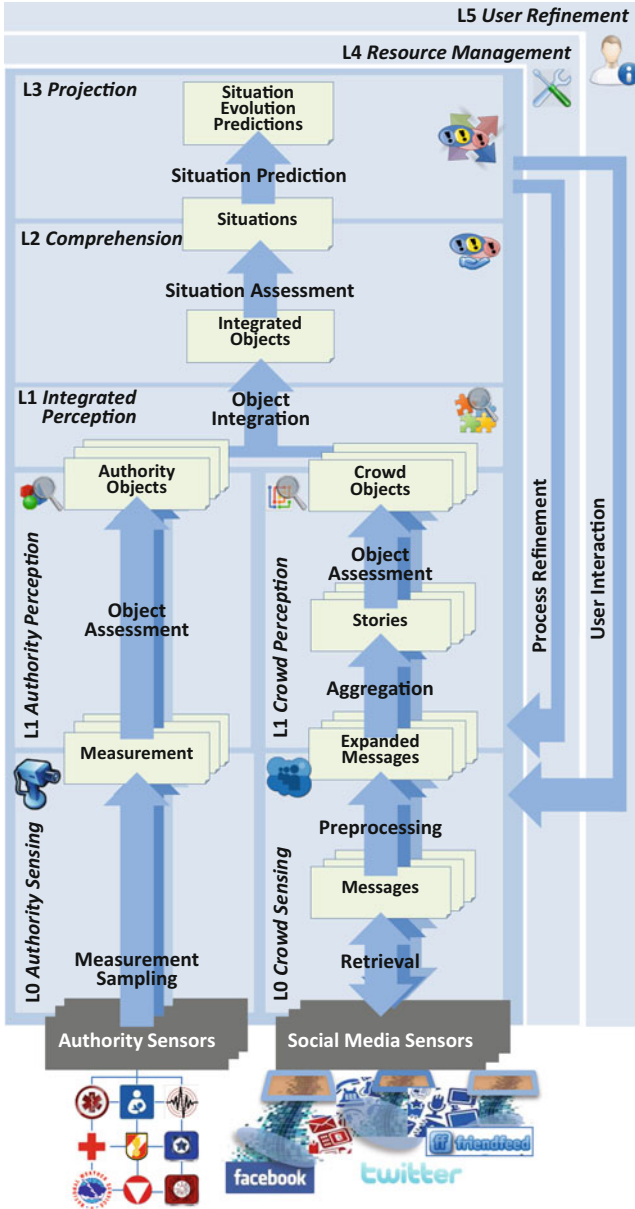 L5 User Refinement
L4 Resource Management
L3 Projection
Situation
Evolution
Predictions
Situation Prediction
Situations
L2 Comprehension
Situation Assessment
Integrated
Objects
L1 Integrated
Perception
Object
Integration
Authority
Objects
Crowd
Objects
L1 Authority Perception
Object
Assessment
L1 Crowd Perception
Object
Assessment
Stories
Aggregation
Process Refinement
User Interaction
Measurement
Expanded
Messages
L0 Authority Sensing
Preprocessing
L0 Crowd Sensing
Messages
Measurement
Sampling
Retrieval
Authority Sensors
Social Media Sensors
ff friendfeed
facebook
twitter